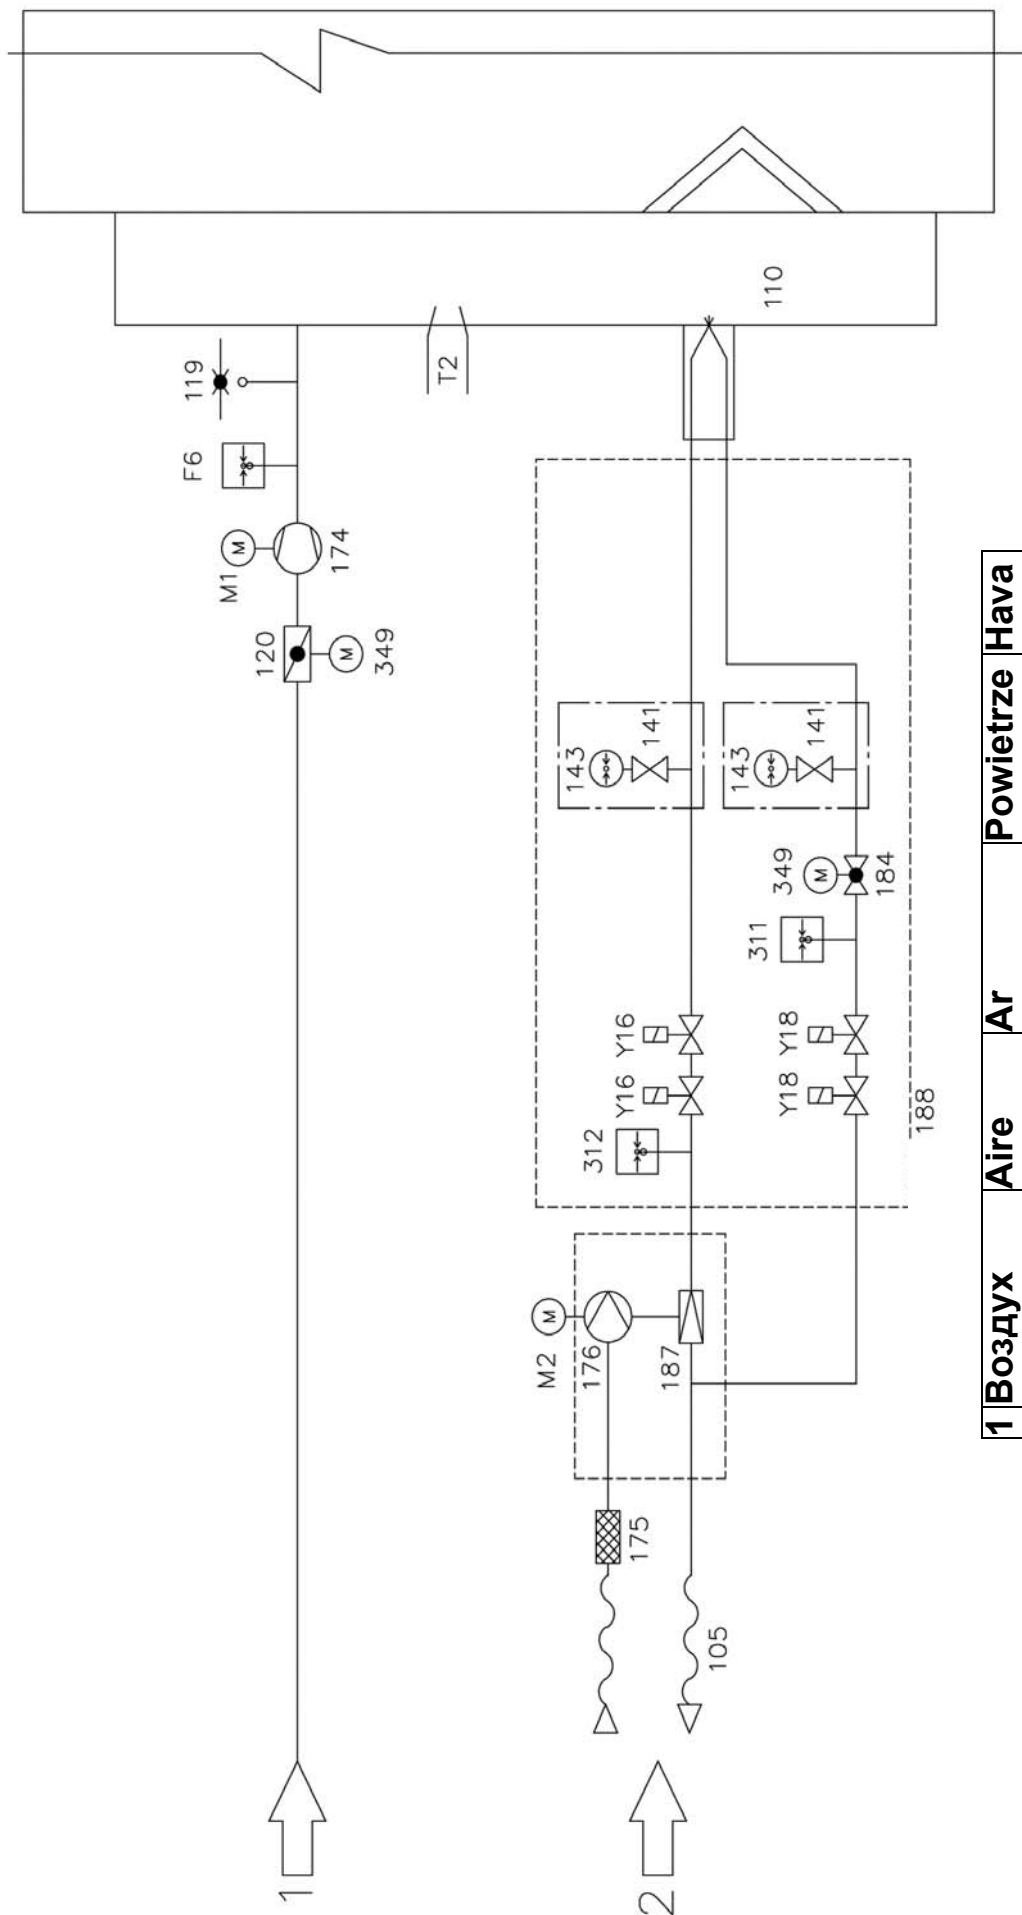 1
119
F6
M1
M
174
120
M
349
T2
110
2
175
105
M2
M
176
187
312
Y16
Y16
143
141
143
141
311
349
M
184
Y18
Y18
188
1 Воздух Aire Ar Powietrze Hava